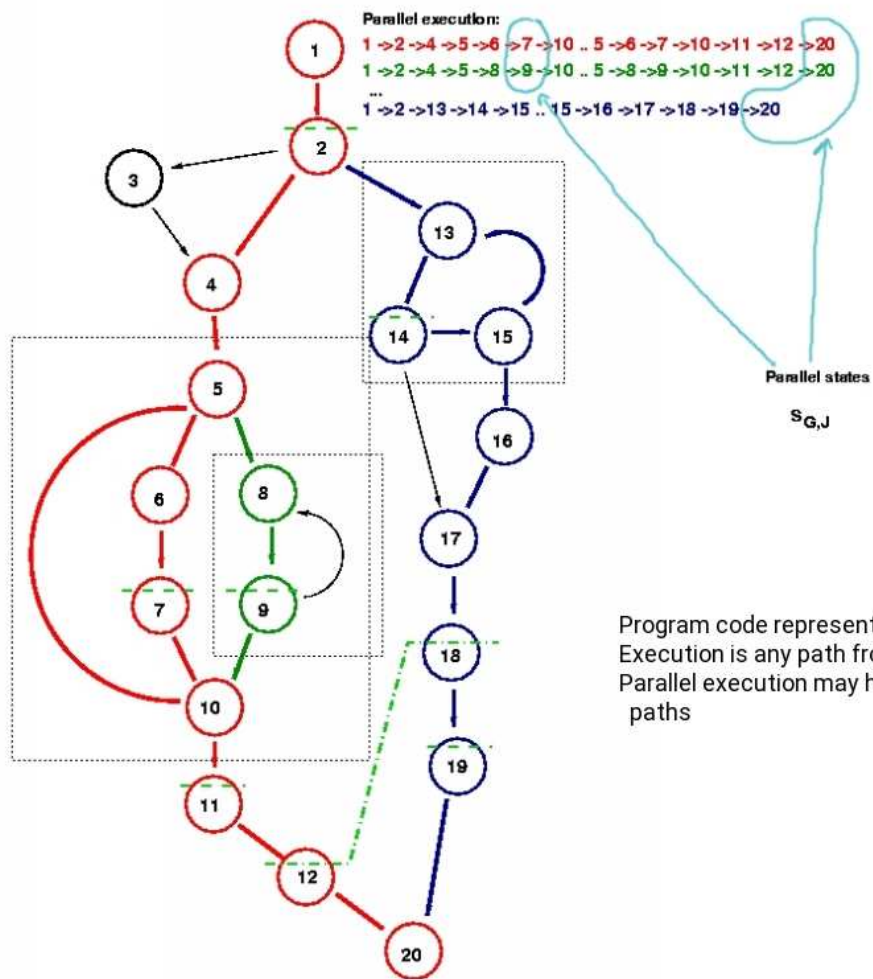 Parallel execution:
1 ->2 ->4 ->5 ->6 ->7 ->10 .. 5 ->6 ->7 ->10 ->11 ->12 ->20
1 ->2 ->4 ->5 ->8 ->9 ->10 .. 5 ->8 ->9 ->10 ->11 ->12 ->20
...
1 ->2 ->13 ->14 ->15 .. 15 ->16 ->17 ->18 ->19 ->20
1
2
3
13
4
14
15
Parallel states
S G,J
5
16
6
8
17
7
9
Program code represent
Execution is any path fro
Parallel execution may h
paths
18
10
19
11
12
20